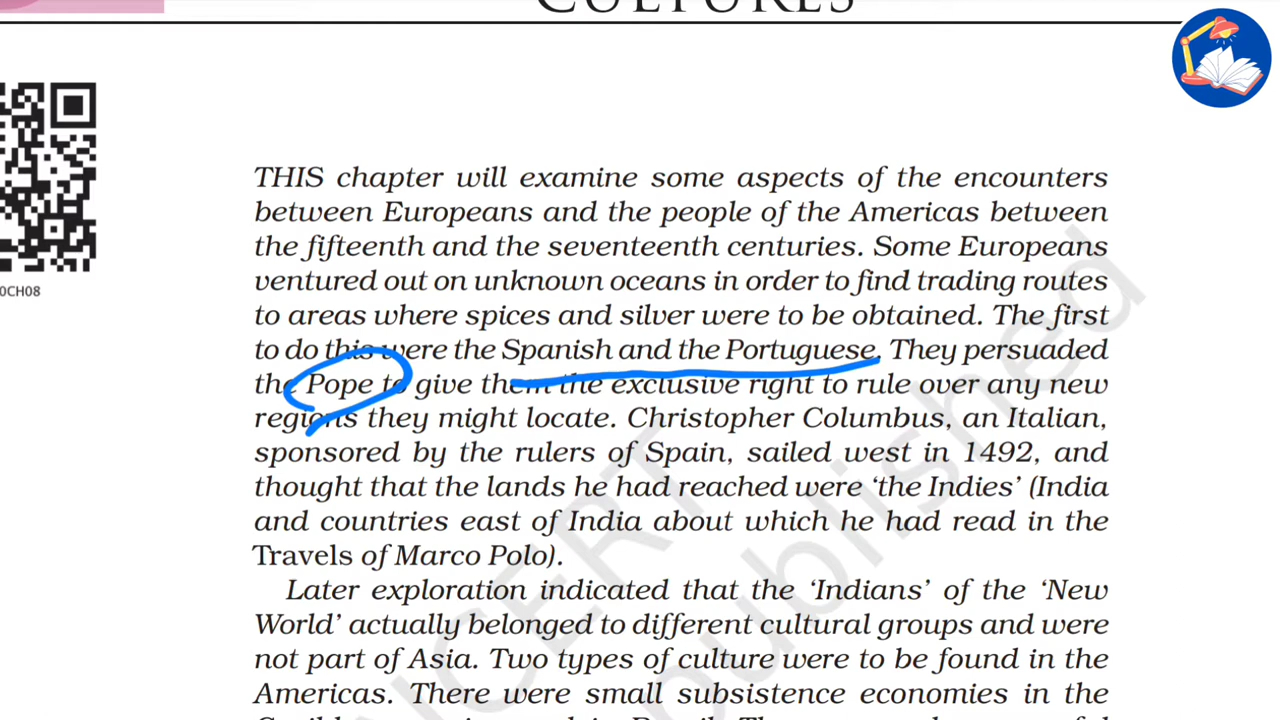 CULTURES
0CH08
THIS chapter will examine some aspects of the encounters
between Europeans and the people of the Americas between
the fifteenth and the seventeenth centuries. Some Europeans
ventured out on unknown oceans in order to find trading routes
to areas where spices and silver were to be obtained. The first
to do this were the Spanish and the Portuguese. They persuaded
the Pope to give them the exclusive right to rule over any new
regions they might locate. Christopher Columbus, an Italian,
sponsored by the rulers of Spain, sailed west in 1492, and
thought that the lands he had reached were ‘the Indies’ (India
and countries east of India about which he had read in the
Travels of Marco Polo).
Later exploration indicated that the ‘Indians’ of the ‘New
World’ actually belonged to different cultural groups and were
not part of Asia. Two types of culture were to be found in the
Americas. There were small subsistence economies in the
NCERT
published